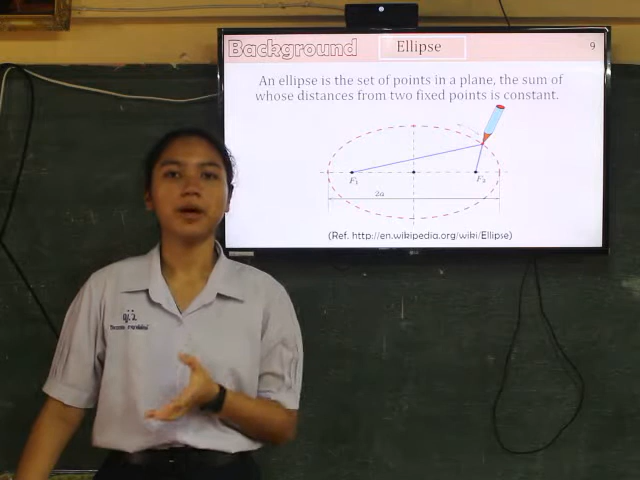 Background
Ellipse
9
An ellipse is the set of points in a plane, the sum of
whose distances from two fixed points is constant.
F₁
F₂
2a
(Ref. http://en.wikipedia.org/wiki/Ellipse)
LG